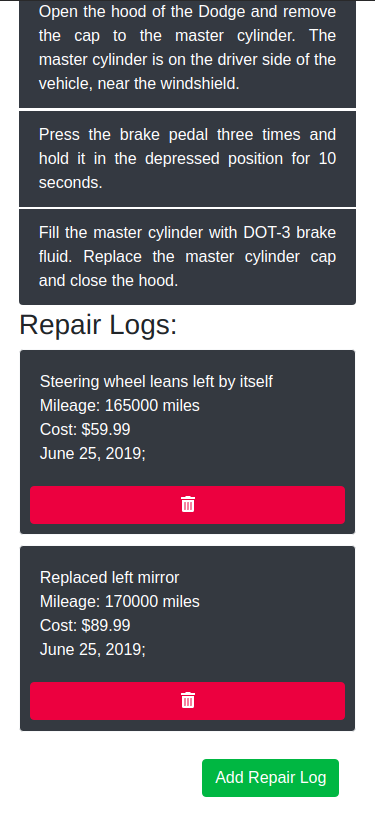 Open the hood of the Dodge and remove
the cap to the master cylinder. The
master cylinder is on the driver side of the
vehicle, near the windshield.
Press the brake pedal three times and
hold it in the depressed position for 10
seconds.
Fill the master cylinder with DOT-3 brake
fluid. Replace the master cylinder cap
and close the hood.
Repair Logs:
Steering wheel leans left by itself
Mileage: 165000 miles
Cost: $59.99
June 25, 2019;
Replaced left mirror
Mileage: 170000 miles
Cost: $89.99
June 25, 2019;
Add Repair Log